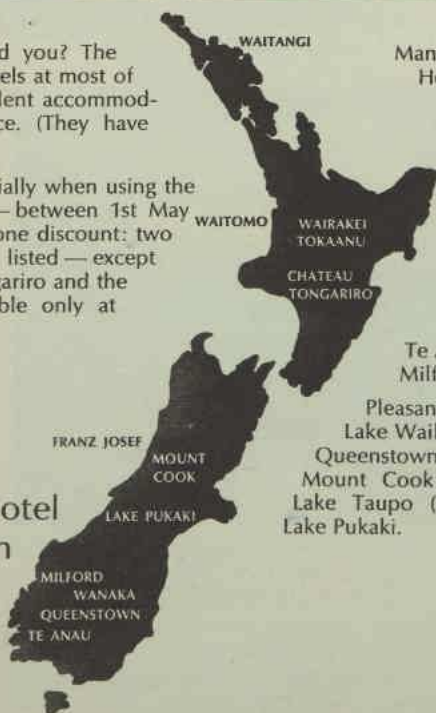 d you? The
els at most of
lent accommod-
ce. (They have
ially when using the
— between 1st May
one discount: two
listed — except
gariro and the
ble only at
otel
n
WAITANGI
WAITOMO
WAIRAKEI
TOKAANU
CHATEAU
TONGARIRO
FRANZ JOSEF
MOUNT
COOK
LAKE PUKAKI
MILFORD
WANAKA
QUEENSTOWN
TE ANAU
Man
He
Te A
Milf
Pleasan
Lake Wail
Queenstown
Mount Cook
Lake Taupo (
Lake Pukaki.